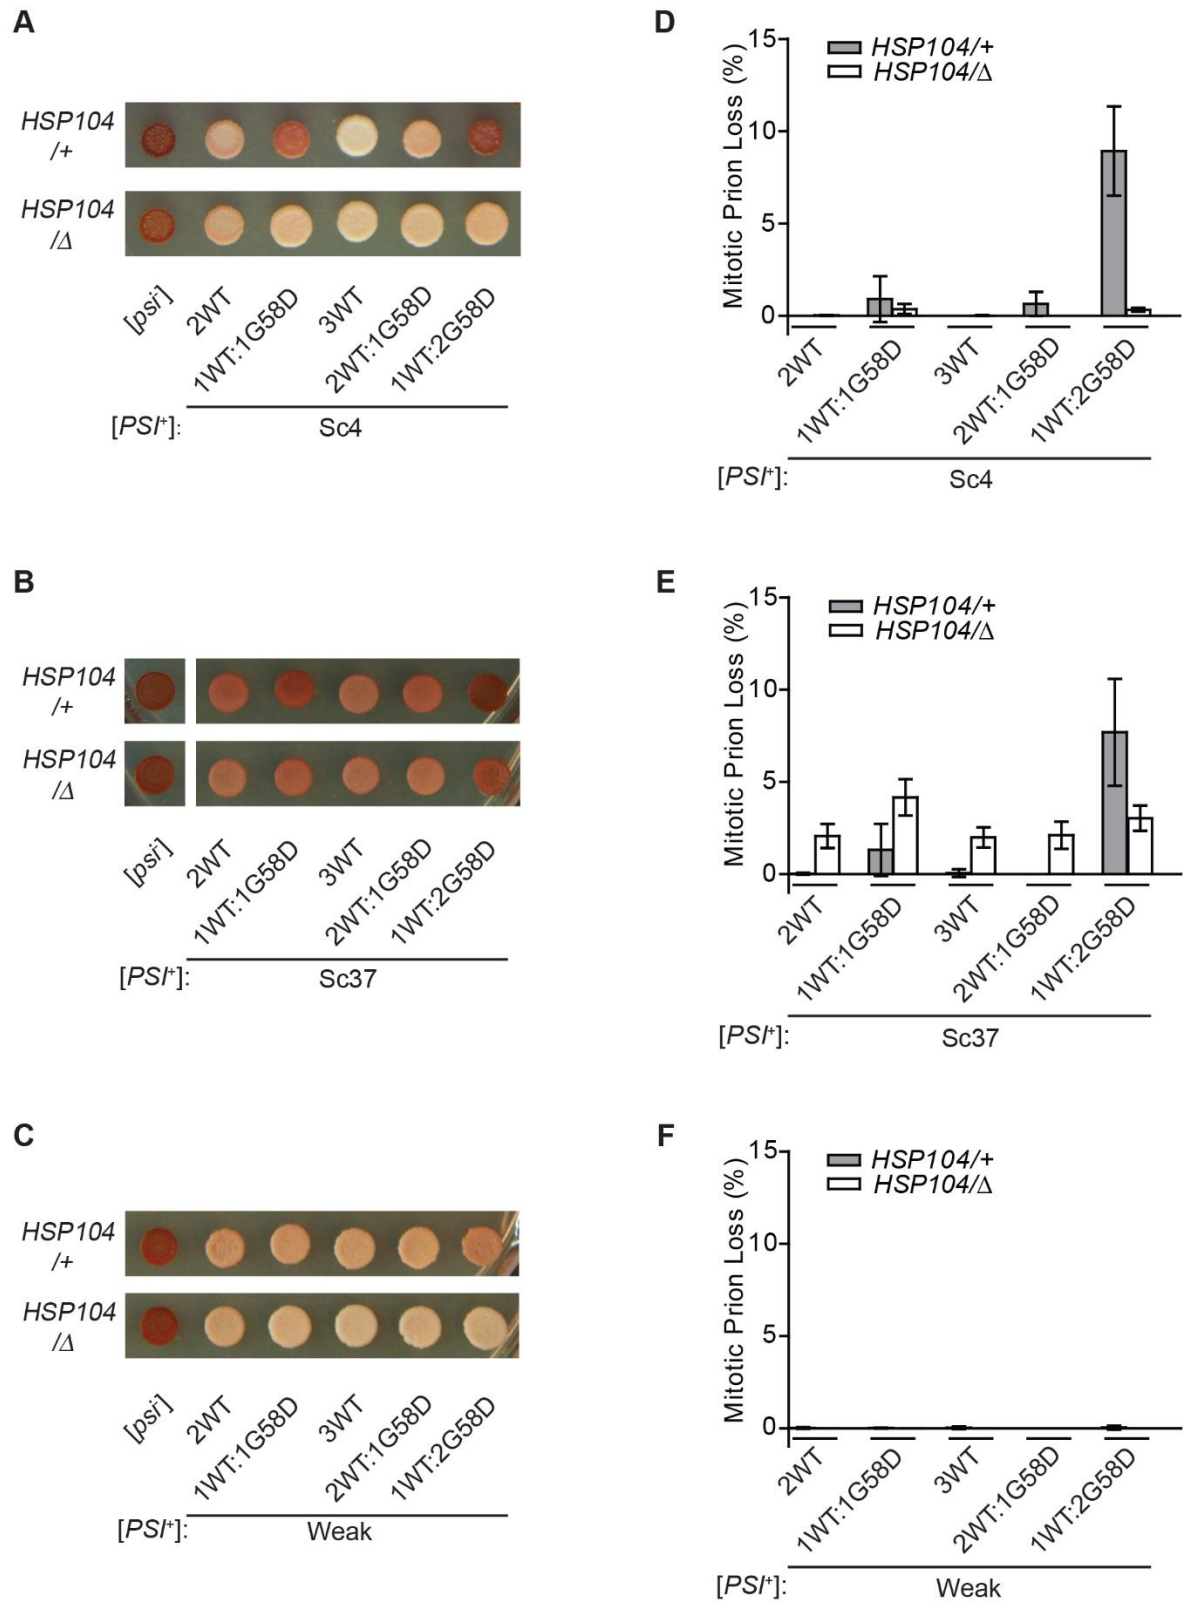 A
HSP104
/+
HSP104
/Δ
[psi-]
2WT
1WT:1G58D
3WT
2WT:1G58D
1WT:2G58D
[PSI+]:
Sc4
D
Mitotic Prion Loss (%)
15
10
5
0
HSP104/+
HSP104/Δ
2WT
1WT:1G58D
3WT
2WT:1G58D
1WT:2G58D
[PSI+]:
Sc4
B
HSP104
/+
HSP104
/Δ
[psi-]
2WT
1WT:1G58D
3WT
2WT:1G58D
1WT:2G58D
[PSI+]:
Sc37
E
Mitotic Prion Loss (%)
15
10
5
0
HSP104/+
HSP104/Δ
2WT
1WT:1G58D
3WT
2WT:1G58D
1WT:2G58D
[PSI+]:
Sc37
C
HSP104
/+
HSP104
/Δ
[psi-]
2WT
1WT:1G58D
3WT
2WT:1G58D
1WT:2G58D
[PSI+]:
Weak
F
Mitotic Prion Loss (%)
15
10
5
0
HSP104/+
HSP104/Δ
2WT
1WT:1G58D
3WT
2WT:1G58D
1WT:2G58D
[PSI+]:
Weak